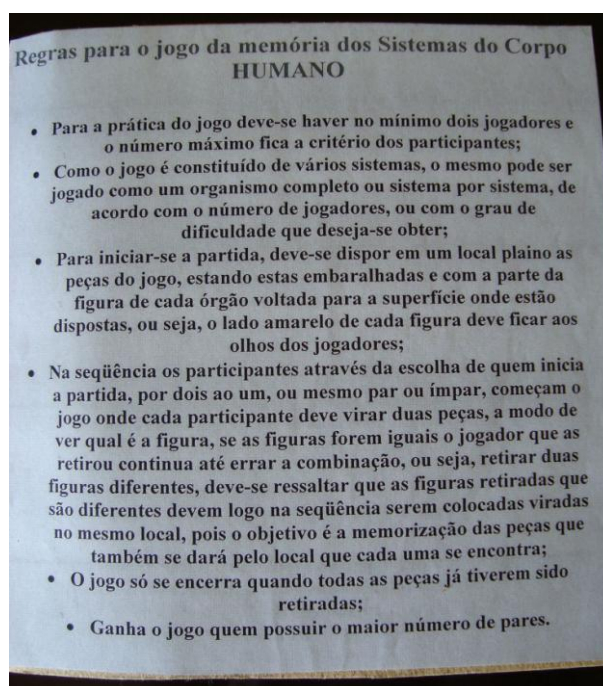 Regras para o jogo da memória dos Sistemas do Corpo
HUMANO
• Para a prática do jogo deve-se haver no mínimo dois jogadores e
o número máximo fica a critério dos participantes;
• Como o jogo é constituído de vários sistemas, o mesmo pode ser
jogado como um organismo completo ou sistema por sistema, de
acordo com o número de jogadores, ou com o grau de
dificuldade que deseja-se obter;
• Para iniciar-se a partida, deve-se dispor em um local plaino as
peças do jogo, estando estas embaralhadas e com a parte da
figura de cada órgão voltada para a superfície onde estão
dispostas, ou seja, o lado amarelo de cada figura deve ficar aos
olhos dos jogadores;
• Na seqüência os participantes através da escolha de quem inicia
a partida, por dois ao um, ou mesmo par ou ímpar, começam o
jogo onde cada participante deve virar duas peças, a modo de
ver qual é a figura, se as figuras forem iguais o jogador que as
retirou continua até errar a combinação, ou seja, retirar duas
figuras diferentes, deve-se ressaltar que as figuras retiradas que
são diferentes devem logo na seqüência serem colocadas viradas
no mesmo local, pois o objetivo é a memorização das peças que
também se dará pelo local que cada uma se encontra;
• O jogo só se encerra quando todas as peças já tiverem sido
retiradas;
• Ganha o jogo quem possuir o maior número de pares.